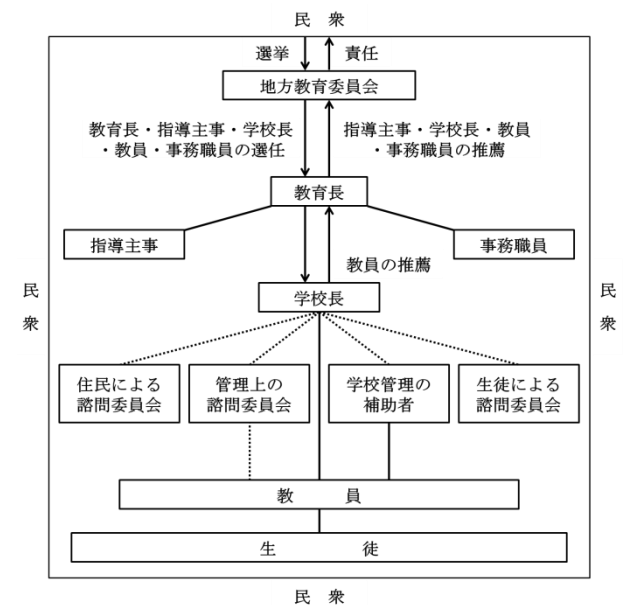 民 衆
選挙
責任
地方教育委員会
教育長・指導主事・学校長
・教員・事務職員の選任
指導主事・学校長・教員
・事務職員の推薦
教育長
指導主事
事務職員
教員の推薦
民
衆
民
衆
学校長
住民による
諮問委員会
管理上の
諮問委員会
学校管理の
補助者
生徒による
諮問委員会
教 員
生 徒
民 衆